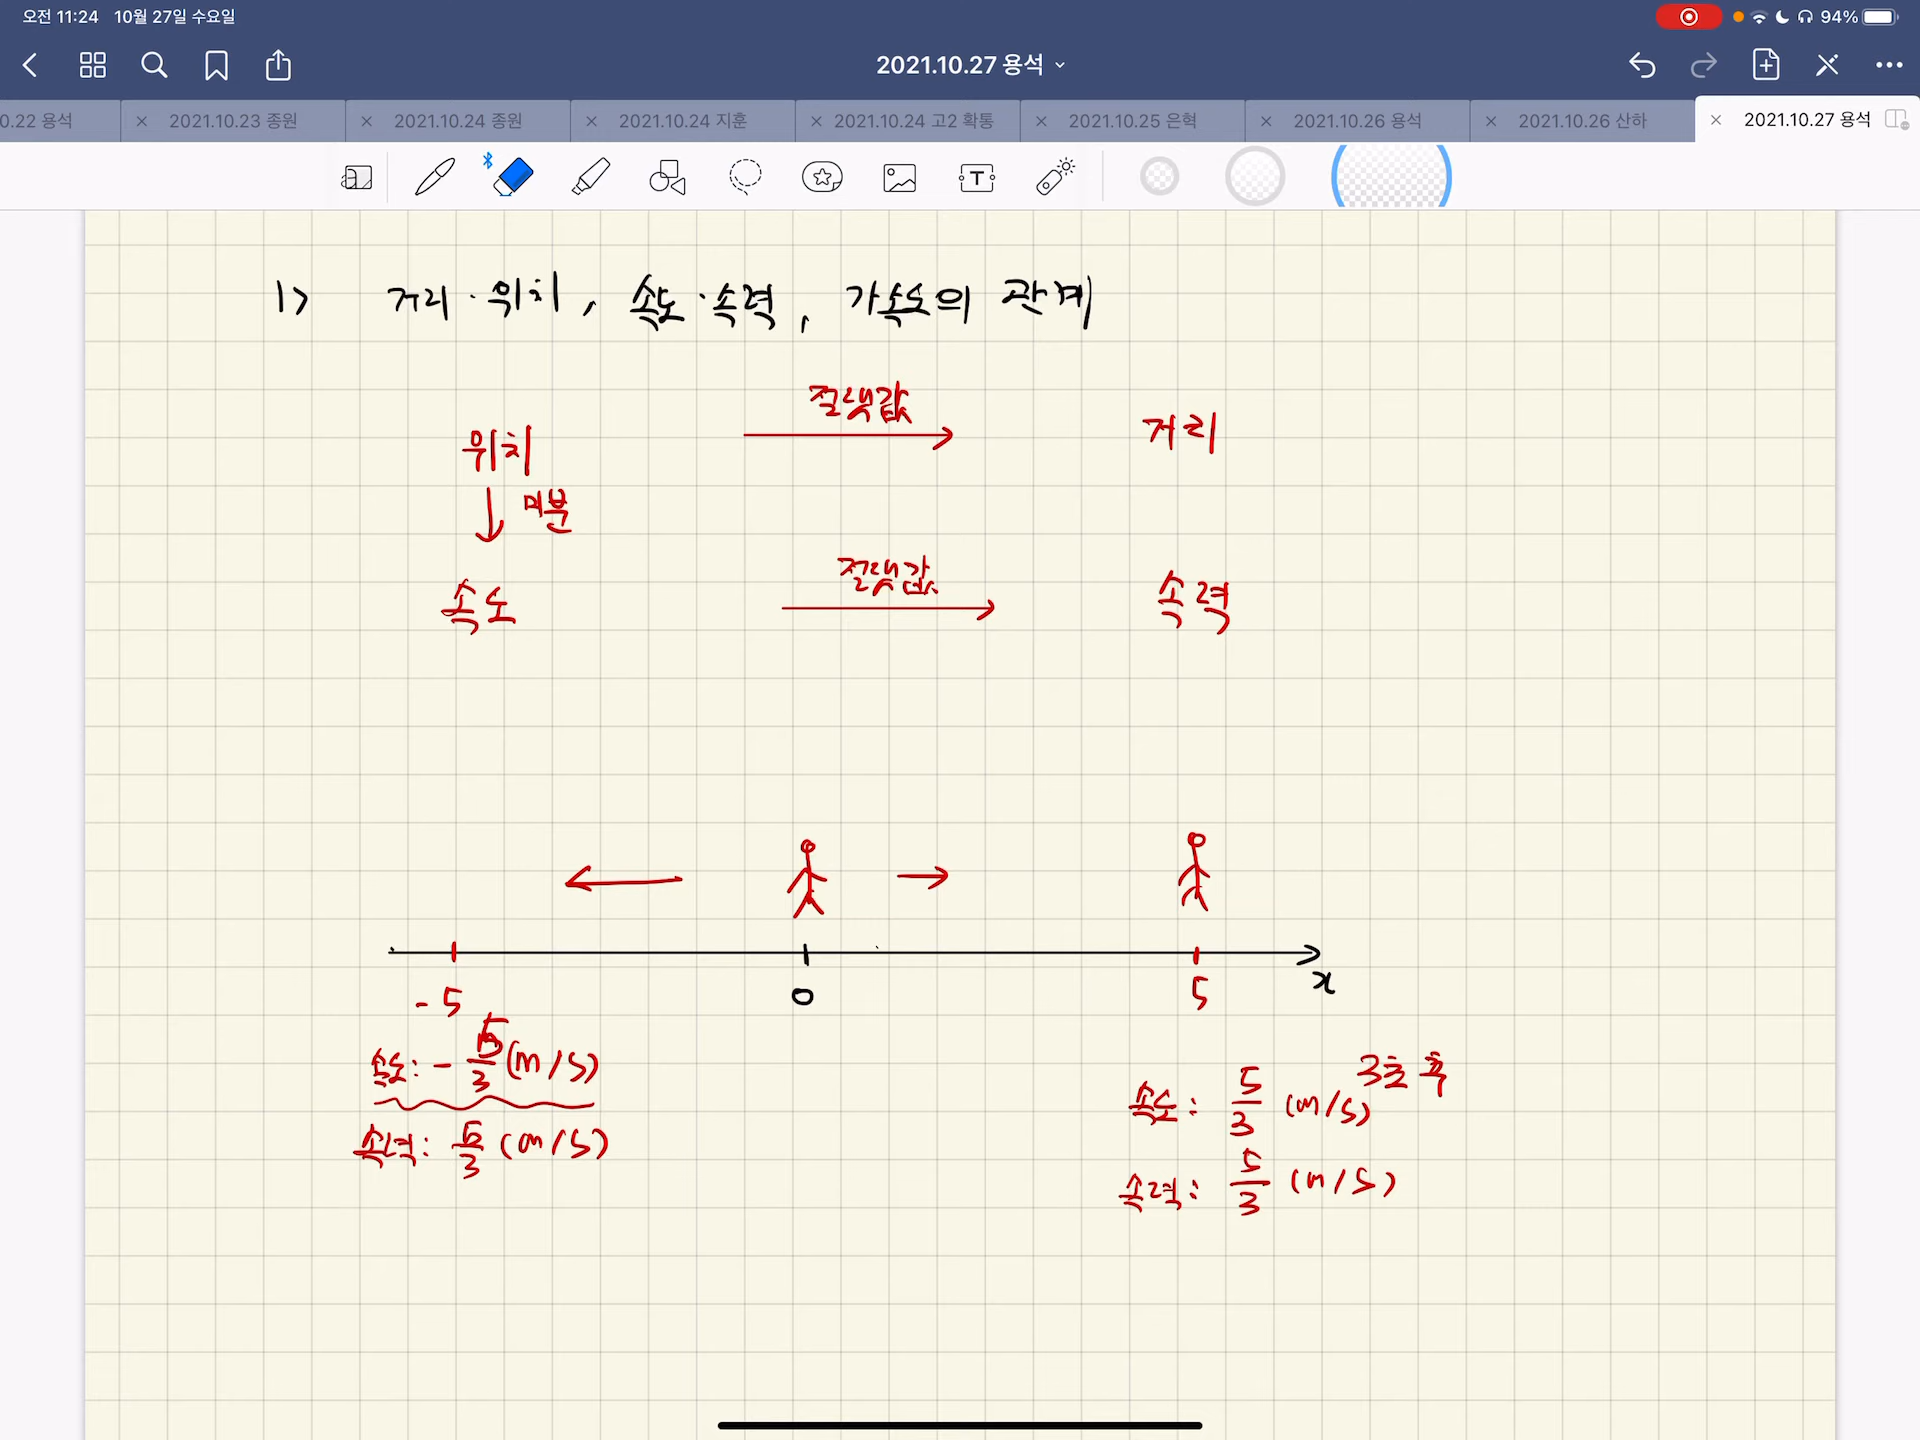 오전 11:24 10월 27일 수요일 94%
2021.10.27 용석
0.22 용석 2021.10.23 종원 2021.10.24 종원 2021.10.24 지훈 2021.10.24 고2 확통 2021.10.25 은혁 2021.10.26 용석 2021.10.26 산하 2021.10.27 용석
T
1> 거리·위치, 속도·속력, 가속도의 관계
위치 절댓값 거리
미분
속도 절댓값 속력
-5 0 5 x
속도: -5/3 (m/s)
속력: 5/3 (m/s)
3초 후
속도: 5/3 (m/s)
속력: 5/3 (m/s)